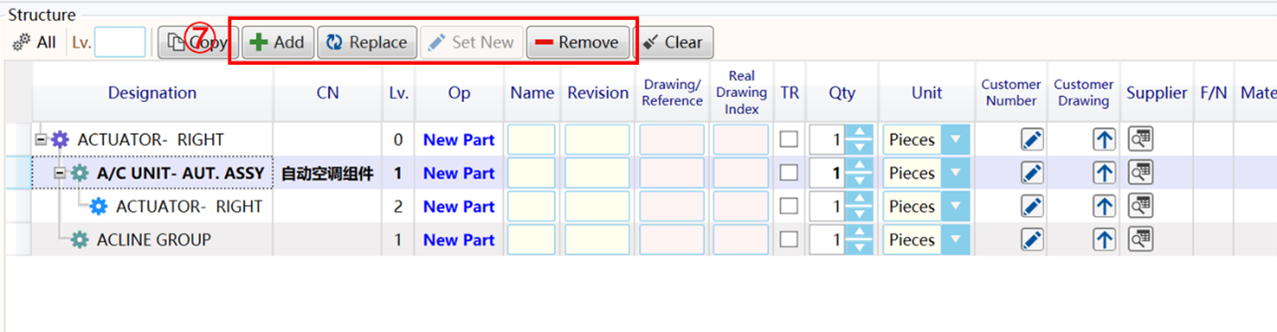 Structure
All Lv. Copy ⑦ Add Replace Set New Remove Clear
Designation CN Lv. Op Name Revision Drawing/ Reference Real Drawing Index TR Qty Unit Customer Number Customer Drawing Supplier F/N Mate
ACTUATOR- RIGHT 0 New Part 1 Pieces
A/C UNIT- AUT. ASSY 自动空调组件 1 New Part 1 Pieces
ACTUATOR- RIGHT 2 New Part 1 Pieces
ACLINE GROUP 1 New Part 1 Pieces